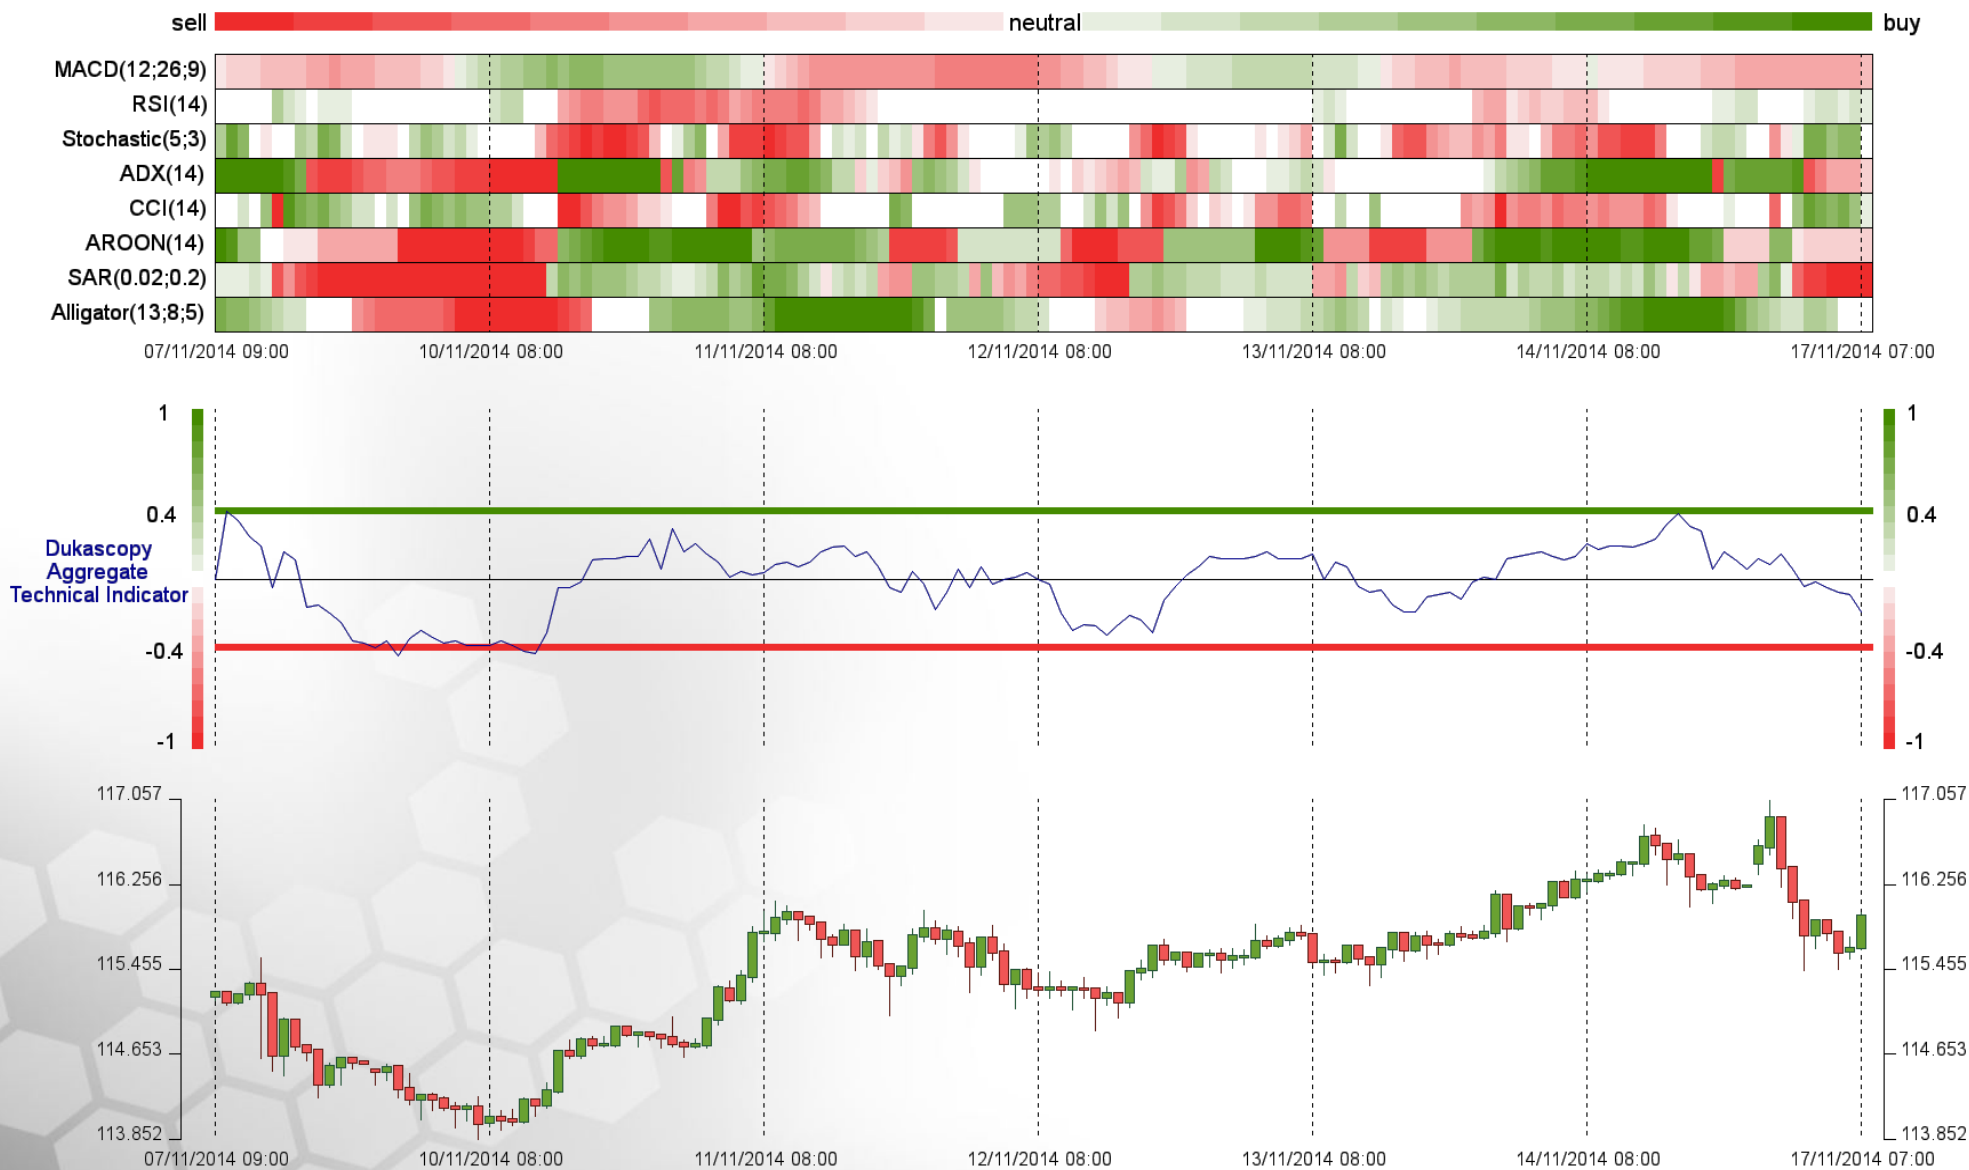 sell neutral buy
MACD(12;26;9)
RSI(14)
Stochastic(5;3)
ADX(14)
CCI(14)
AROON(14)
SAR(0.02;0.2)
Alligator(13;8;5)
07/11/2014 09:00 10/11/2014 08:00 11/11/2014 08:00 12/11/2014 08:00 13/11/2014 08:00 14/11/2014 08:00 17/11/2014 07:00
1 1
0.4 0.4
Dukascopy
Aggregate
Technical Indicator
-0.4 -0.4
-1 -1
117.057 117.057
116.256 116.256
115.455 115.455
114.653 114.653
113.852 113.852
07/11/2014 09:00 10/11/2014 08:00 11/11/2014 08:00 12/11/2014 08:00 13/11/2014 08:00 14/11/2014 08:00 17/11/2014 07:00